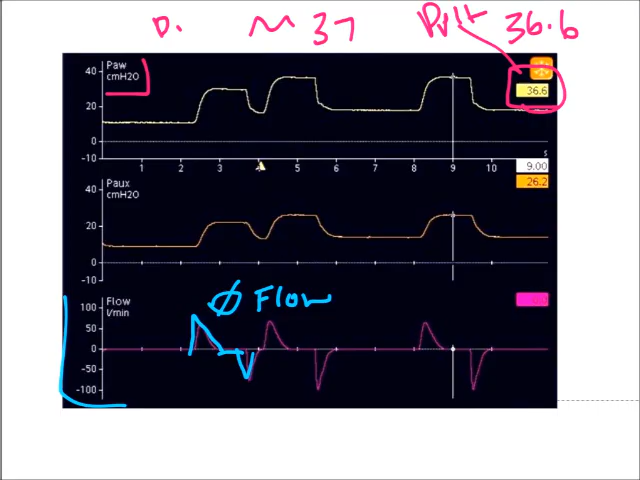 P. ~ 37 Pplt 36.6
40 Paw
cmH2O
36.6
20
0
-10 s
1 2 3 4 5 6 7 8 9 10 9.00
40 Paux 26.2
cmH2O
20
0
-10
Flow
100 l/min
Ø Flow
50
0
-50
-100